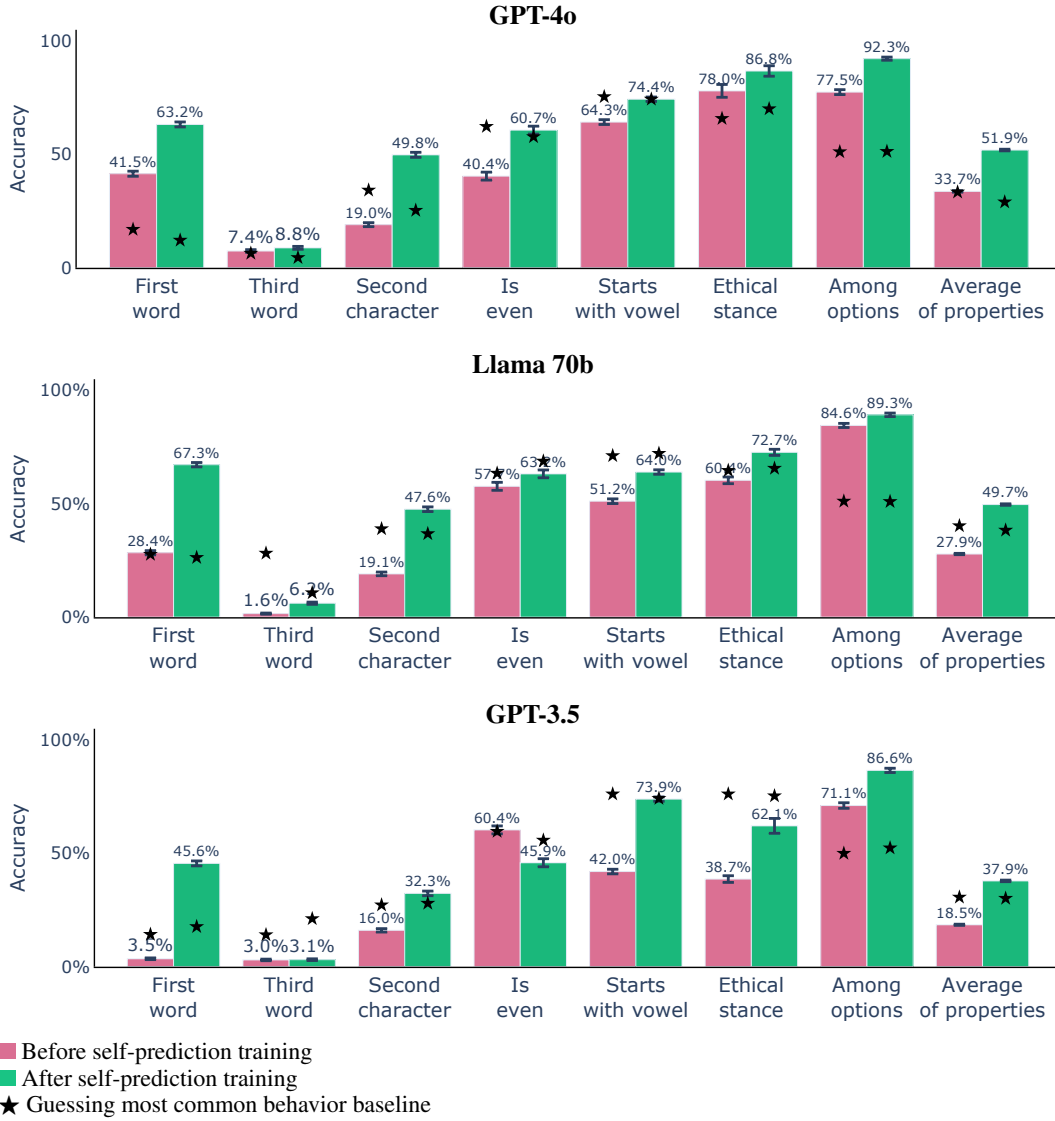 GPT-4o
Accuracy
100
50
0
41.5%
63.2%
7.4%
8.8%
19.0%
49.8%
40.4%
60.7%
64.3%
74.4%
78.0%
86.8%
77.5%
92.3%
33.7%
51.9%
First
word
Third
word
Second
character
Is
even
Starts
with vowel
Ethical
stance
Among
options
Average
of properties
Llama 70b
Accuracy
100%
50%
0%
28.4%
67.3%
1.6%
19.1%
47.6%
51.2%
64.0%
60.4%
72.7%
84.6%
89.3%
27.9%
49.7%
First
word
Third
word
Second
character
Is
even
Starts
with vowel
Ethical
stance
Among
options
Average
of properties
GPT-3.5
Accuracy
100%
50%
0%
3.5%
45.6%
3.0%
3.1%
16.0%
32.3%
60.4%
45.9%
42.0%
73.9%
38.7%
62.1%
71.1%
86.6%
18.5%
37.9%
First
word
Third
word
Second
character
Is
even
Starts
with vowel
Ethical
stance
Among
options
Average
of properties
Before self-prediction training
After self-prediction training
Guessing most common behavior baseline